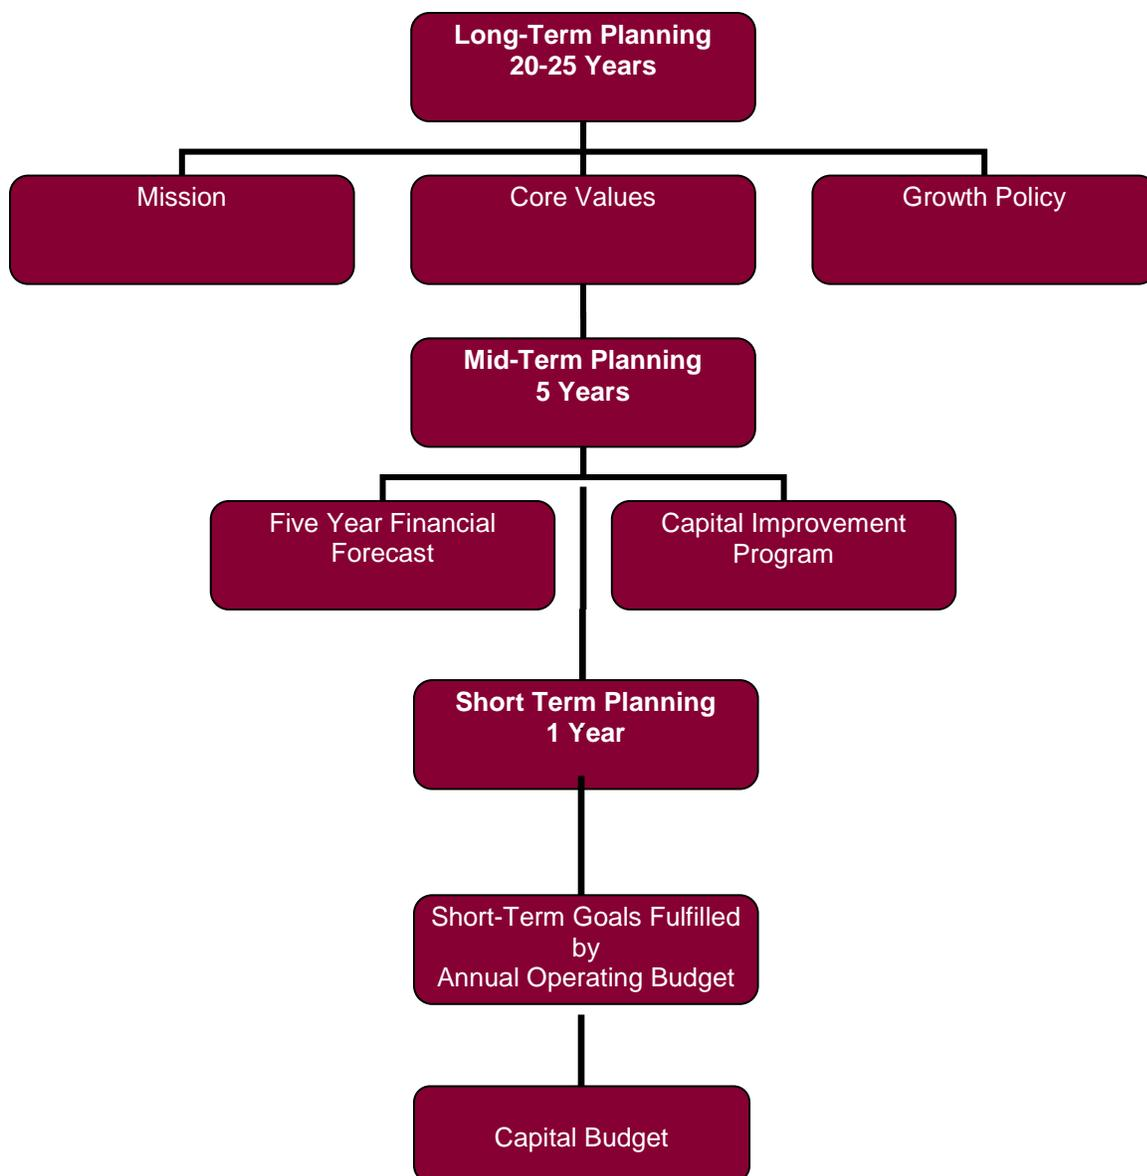 Long-Term Planning
20-25 Years
Mission
Core Values
Growth Policy
Mid-Term Planning
5 Years
Five Year Financial
Forecast
Capital Improvement
Program
Short Term Planning
1 Year
Short-Term Goals Fulfilled
by
Annual Operating Budget
Capital Budget